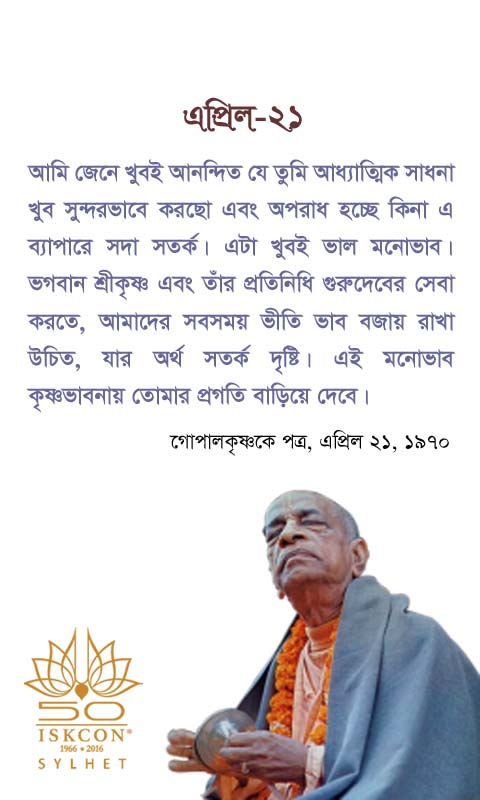 এপ্রিল-২১
আমি জেনে খুবই আনন্দিত যে তুমি আধ্যাত্মিক সাধনা
খুব সুন্দরভাবে করছো এবং অপরাধ হচ্ছে কিনা এ
ব্যাপারে সদা সতর্ক। এটা খুবই ভাল মনোভাব।
ভগবান শ্রীকৃষ্ণ এবং তাঁর প্রতিনিধি গুরুদেবের সেবা
করতে, আমাদের সবসময় ভীতি ভাব বজায় রাখা
উচিত, যার অর্থ সতর্ক দৃষ্টি। এই মনোভাব
কৃষ্ণভাবনায় তোমার প্রগতি বাড়িয়ে দেবে।
গোপালকৃষ্ণকে পত্র, এপ্রিল ২১, ১৯৭০
50
ISKCON®
1966 • 2016
SYLHET